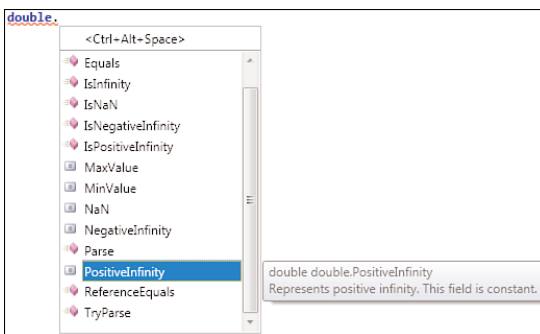 double.
<Ctrl+Alt+Space>
Equals
IsInfinity
IsNaN
IsNegativeInfinity
IsPositiveInfinity
MaxValue
MinValue
NaN
NegativeInfinity
Parse
PositiveInfinity
ReferenceEquals
TryParse
double double.PositiveInfinity
Represents positive infinity. This field is constant.